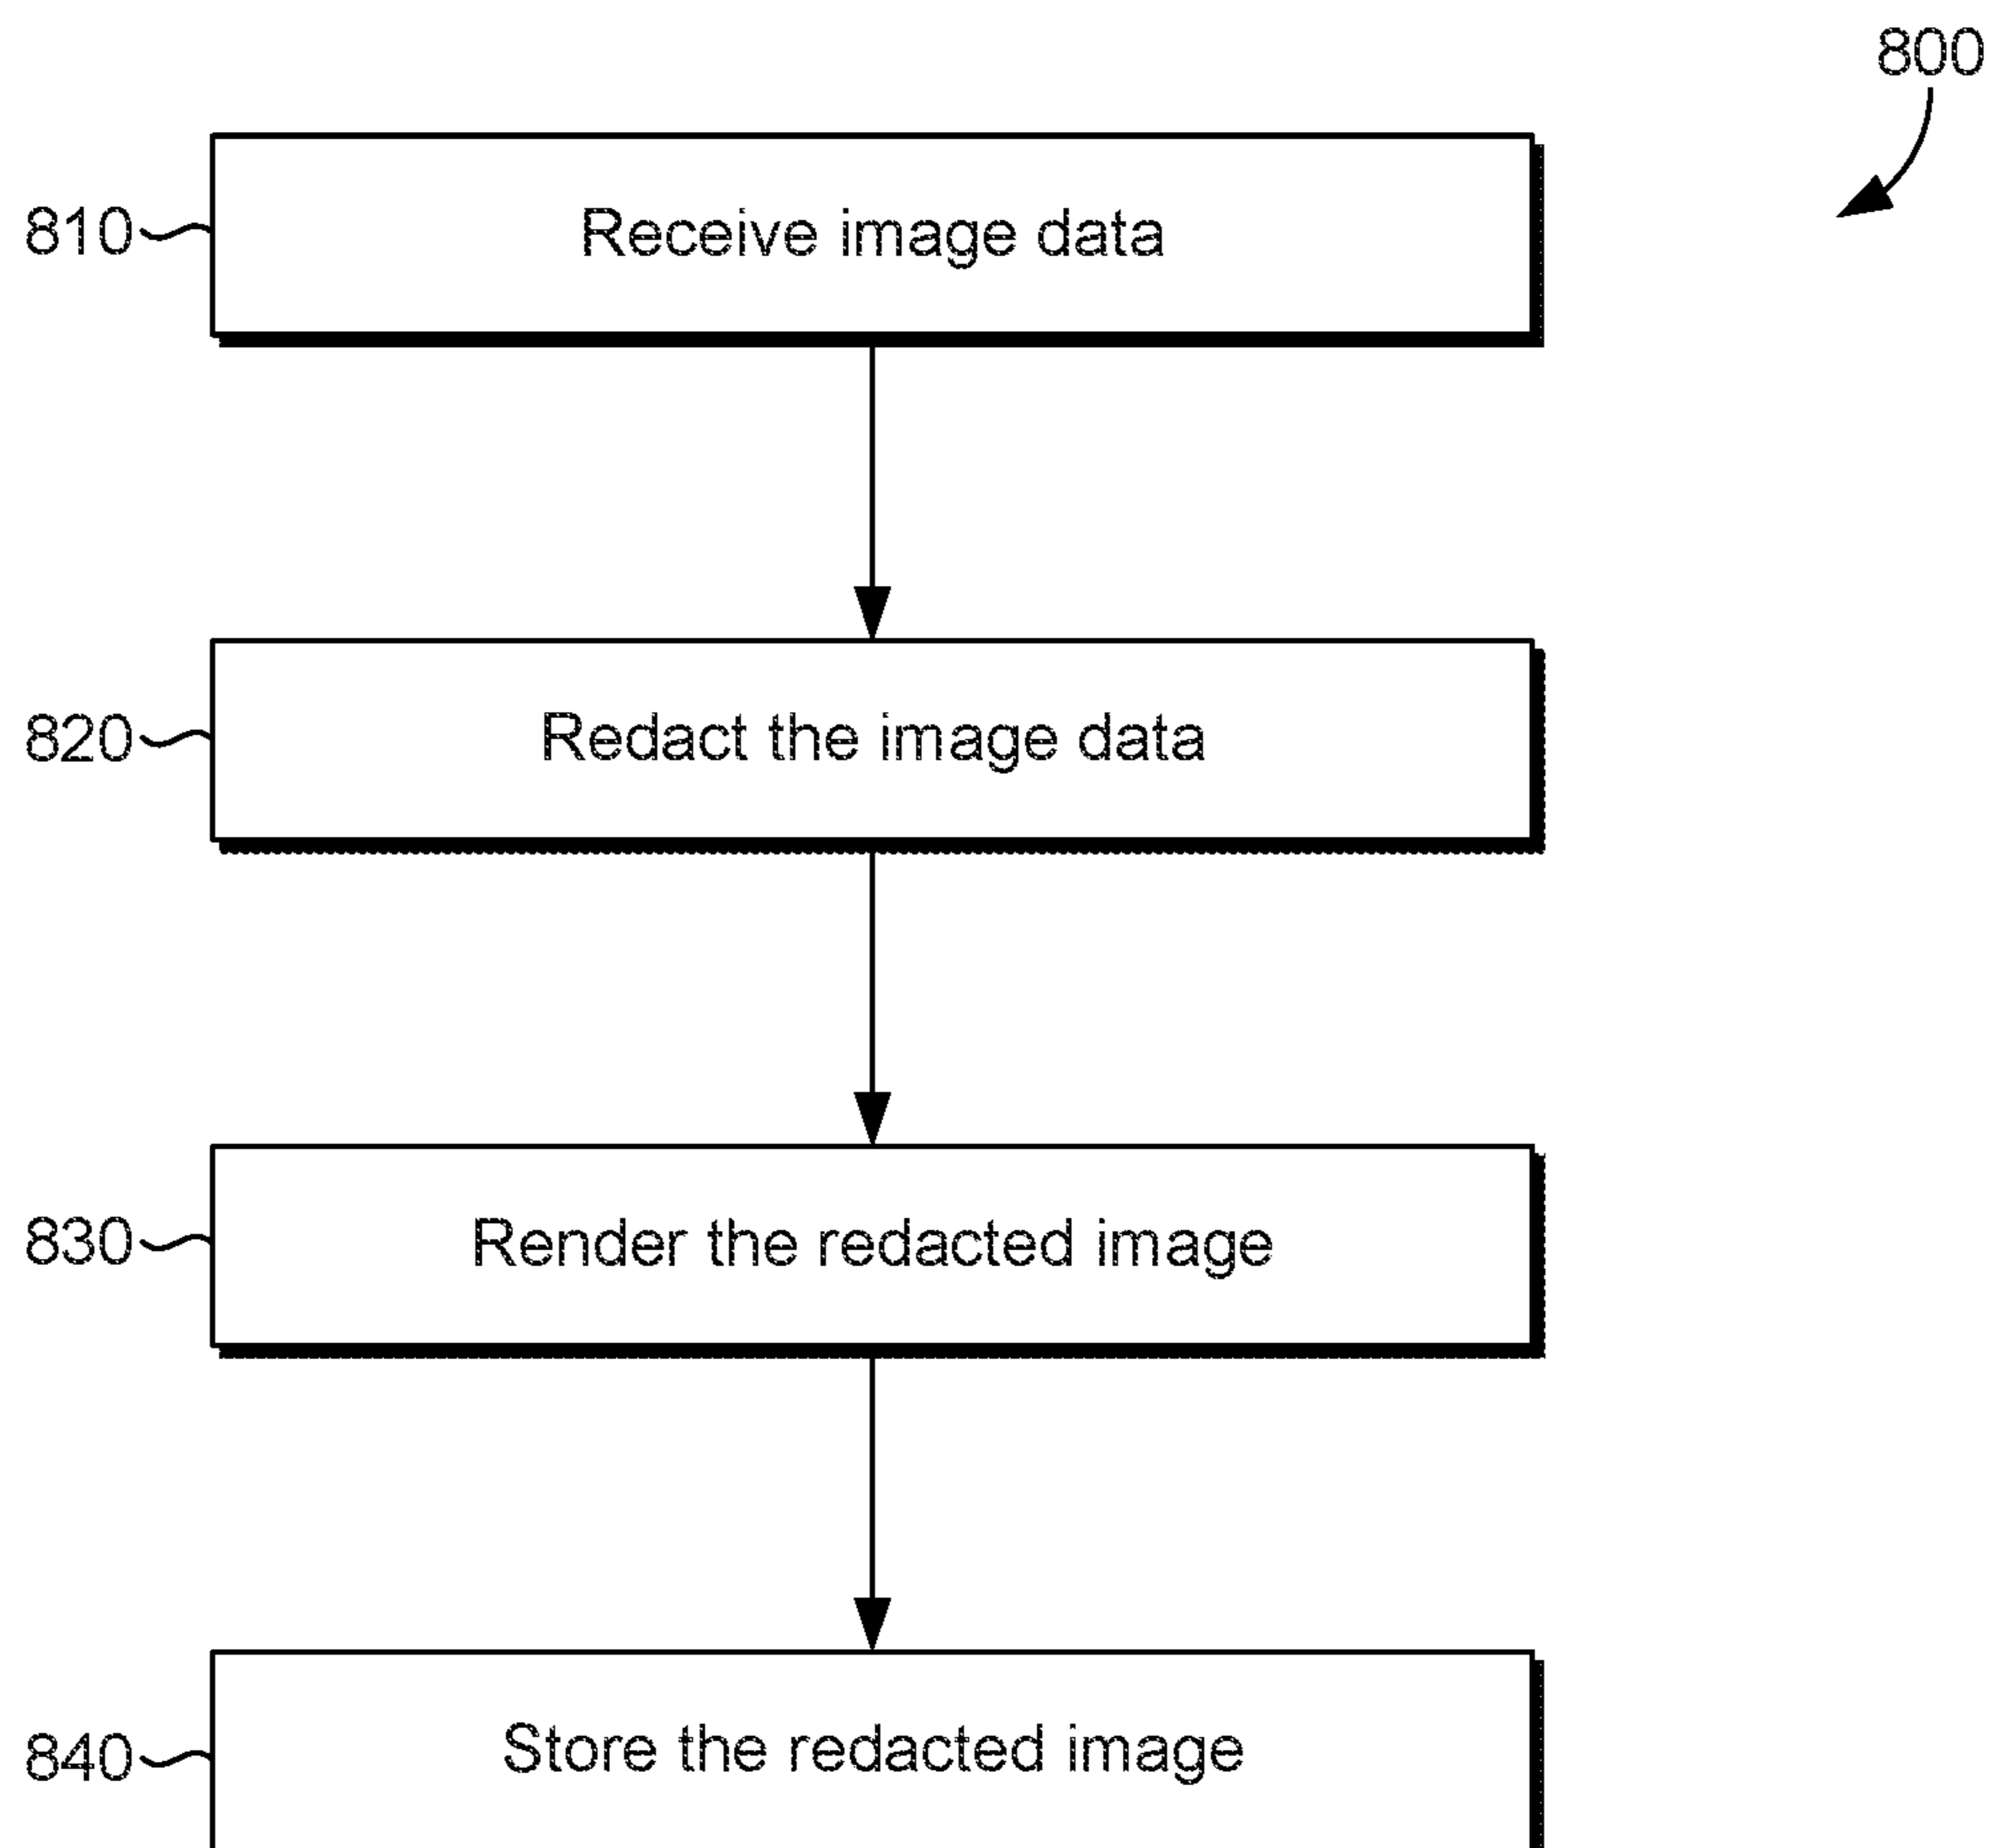 800
810 Receive image data
820 Redact the image data
830 Render the redacted image
840 Store the redacted image